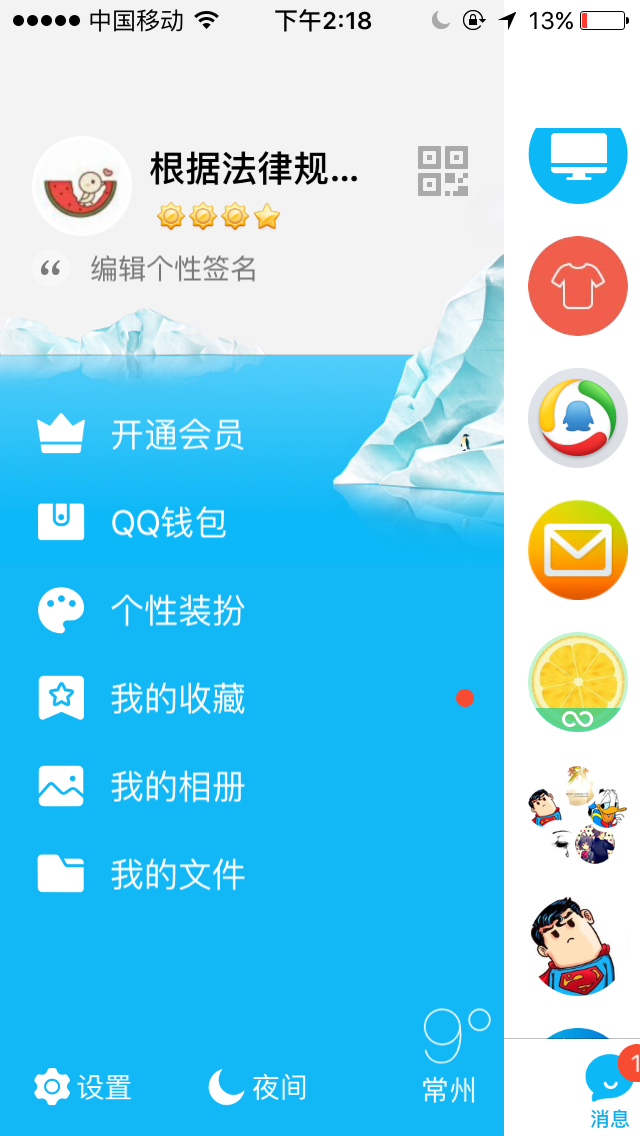 中国移动
下午2:18
13%
根据法律规...
编辑个性签名
开通会员
QQ钱包
个性装扮
我的收藏
我的相册
我的文件
9°
常州
设置
夜间
1
消息